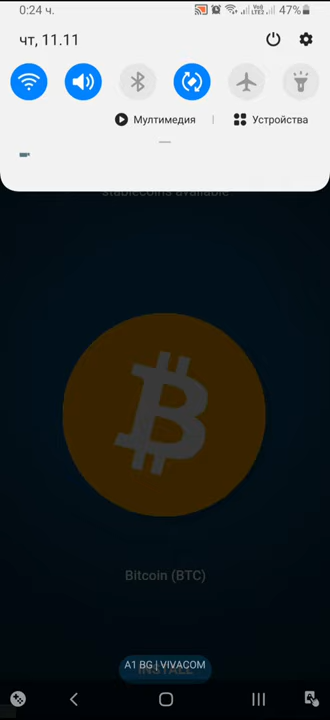 0:24 ч. 47%
чт, 11.11
Мултимедия | Устройства
stablecoins available
Bitcoin (BTC)
A1 BG | VIVACOM
INSTALL